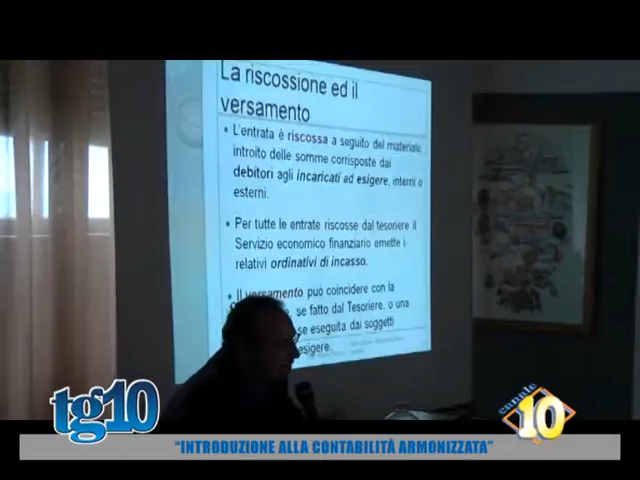 La riscossione ed il
versamento
• L'entrata è riscossa a seguito del materiale
introito delle somme corrisposte dai
debitori agli incaricati ad esigere, interni o
esterni.
• Per tutte le entrate riscosse dal tesoriere il
Servizio economico finanziario emette i
relativi ordinativi di incasso.
• Il versamento può coincidere con la
se fatto dal Tesoriere, o una
se eseguita dai soggetti
esigere.
tg10
canale
10
"INTRODUZIONE ALLA CONTABILITÀ ARMONIZZATA"